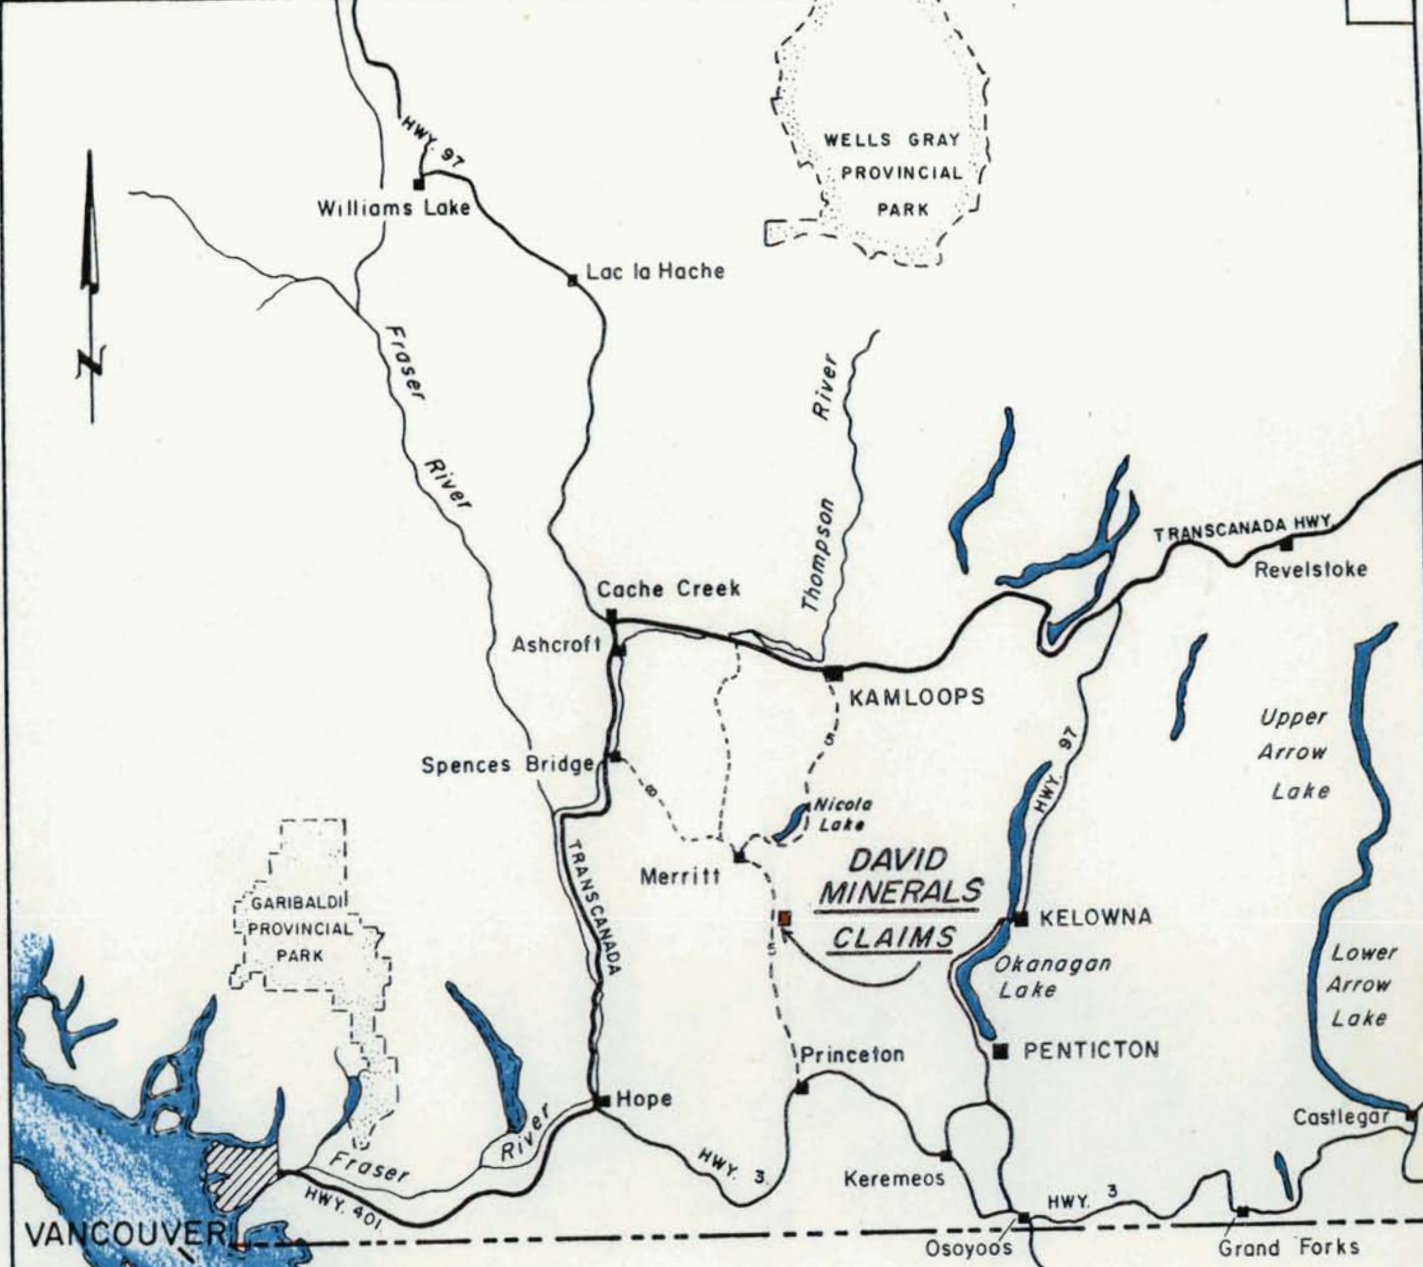 HWY. 97
Williams Lake
WELLS GRAY
PROVINCIAL
PARK
Lac la Hache
N
Fraser
River
River
Thompson
TRANSCANADA HWY.
Revelstoke
Cache Creek
Ashcroft
KAMLOOPS
5
Upper
Arrow
Lake
HWY. 97
Spences Bridge
8
Nicola
Lake
Merritt
DAVID
MINERALS
CLAIMS
TRANSCANADA
GARIBALDI
PROVINCIAL
PARK
KELOWNA
5
Okanagan
Lake
Lower
Arrow
Lake
Princeton
PENTICTON
Hope
Castlegar
Fraser
River
HWY. 3
Keremeos
HWY. 401.
HWY. 3
VANCOUVER
Osoyoos
Grand Forks